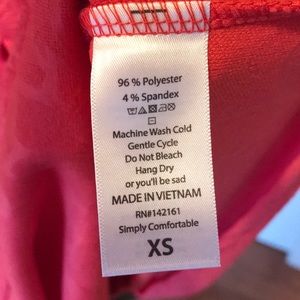 96 % Polyester
4 % Spandex
Machine Wash Cold
Gentle Cycle
Do Not Bleach
Hang Dry
or you'll be sad
MADE IN VIETNAM
RN#142161
Simply Comfortable
XS